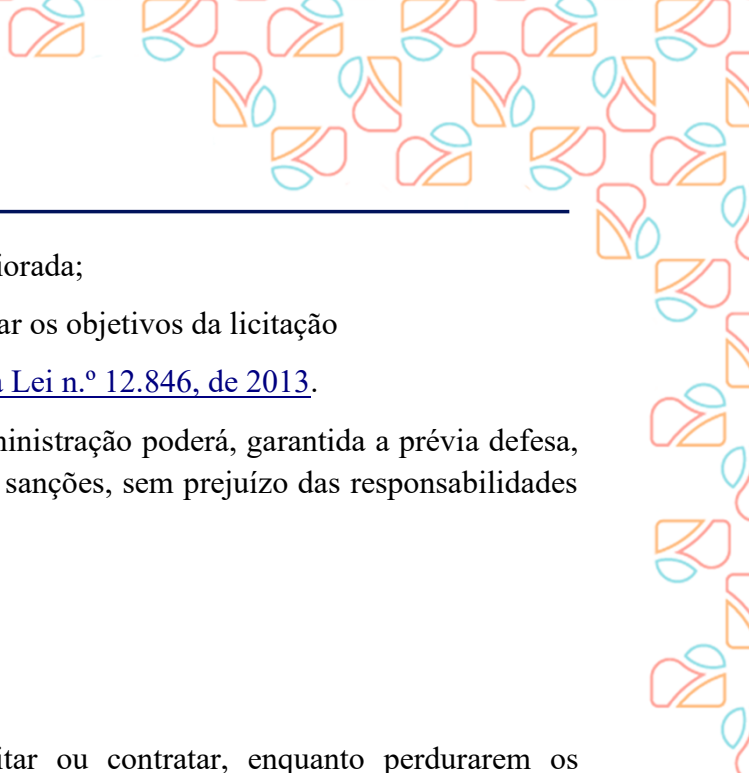 iorada;
ar os objetivos da licitação
a Lei n.º 12.846, de 2013.
ministração poderá, garantida a prévia defesa,
sanções, sem prejuízo das responsabilidades
itar ou contratar, enquanto perdurarem os